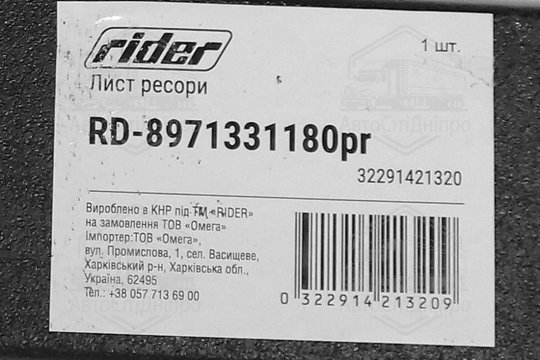 rider
1 шт.
Лист ресори
АвтоСітіДніпро
RD-8971331180pr
32291421320
Вироблено в КНР під ТМ «RIDER»
на замовлення ТОВ «Омега»
Імпортер:ТОВ «Омега»,
вул. Промислова, 1, сел. Васищеве,
Харківський р-н, Харківська обл.,
Україна, 62495
Тел.: +38 057 713 69 00
0 322914 213209